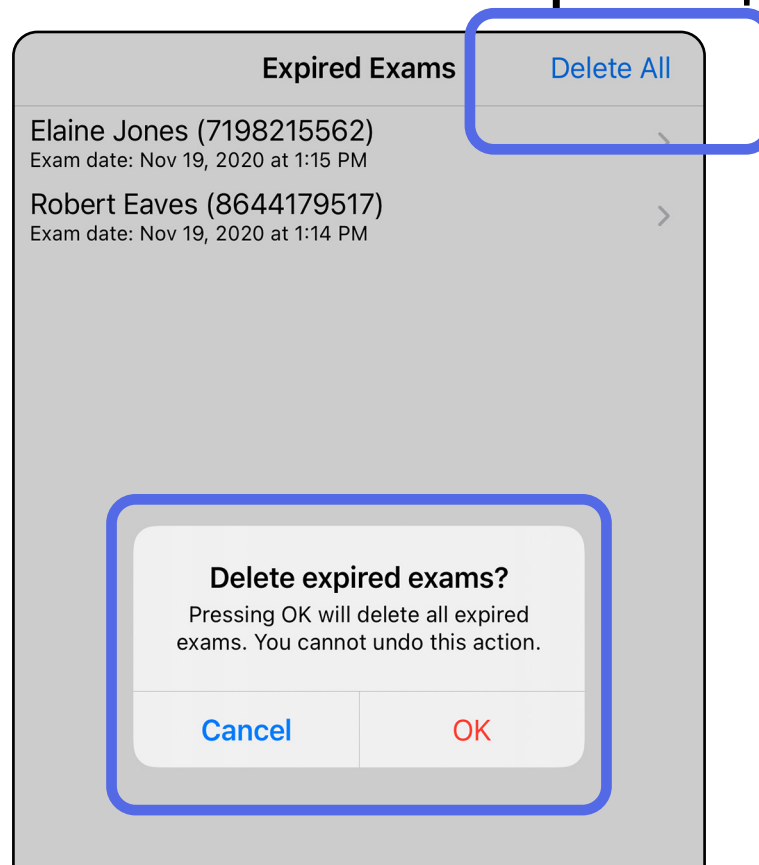 Expired Exams
Delete All
Elaine Jones (7198215562)
Exam date: Nov 19, 2020 at 1:15 PM
Robert Eaves (8644179517)
Exam date: Nov 19, 2020 at 1:14 PM
Delete expired exams?
Pressing OK will delete all expired
exams. You cannot undo this action.
Cancel
OK